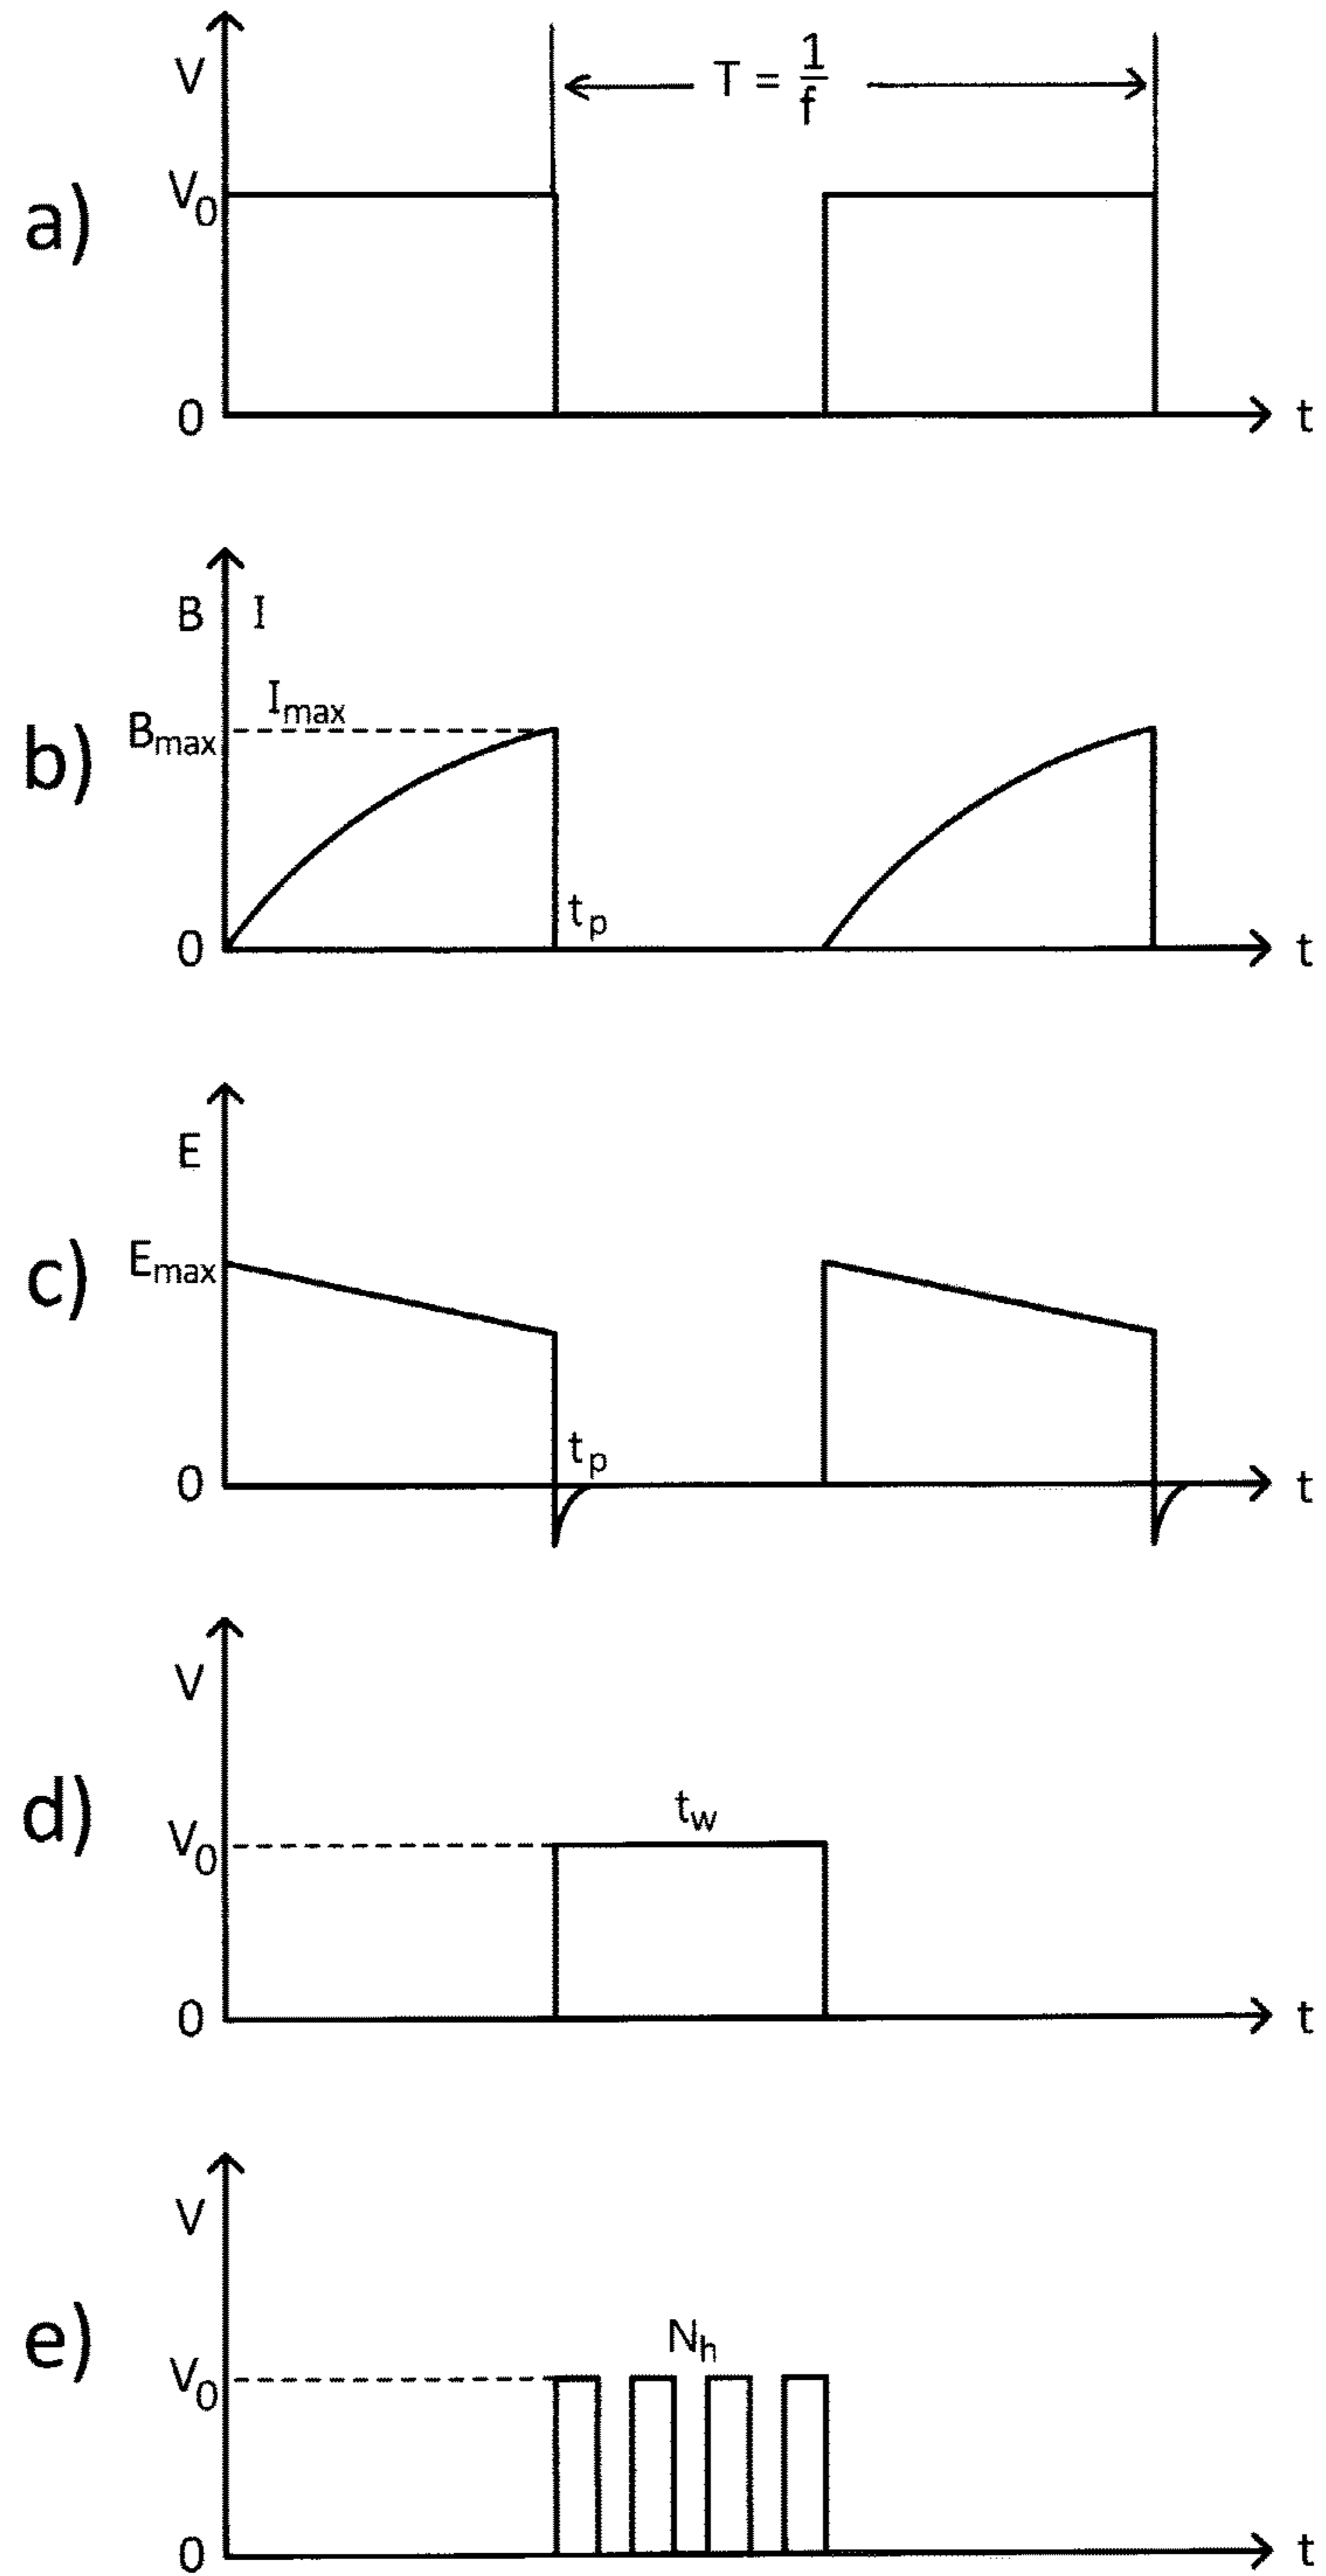 V
T = 1/f
V0
a)
0
t
B I
Imax
Bmax
b)
tp
0
t
E
Emax
c)
tp
0
t
V
tw
d)
V0
0
t
V
Nh
e)
V0
0
t